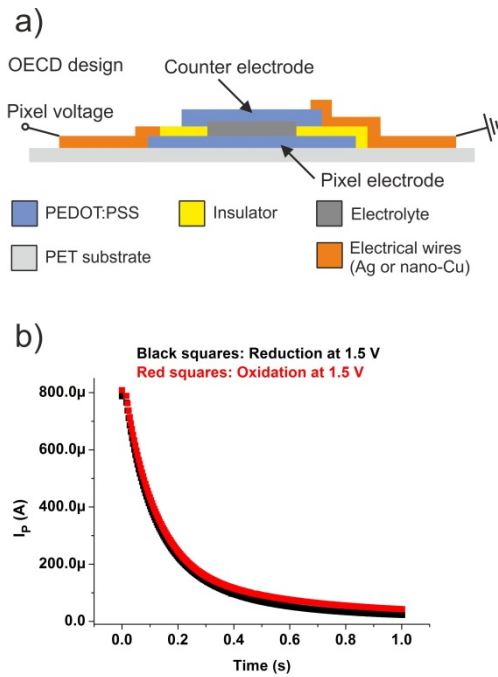 a)
OECD design
Counter electrode
Pixel voltage
Pixel electrode
PEDOT:PSS
Insulator
Electrolyte
PET substrate
Electrical wires
(Ag or nano-Cu)
b)
Black squares: Reduction at 1.5 V
Red squares: Oxidation at 1.5 V
800.0µ
600.0µ
400.0µ
200.0µ
0.0
I_P (A)
0.0 0.2 0.4 0.6 0.8 1.0
Time (s)